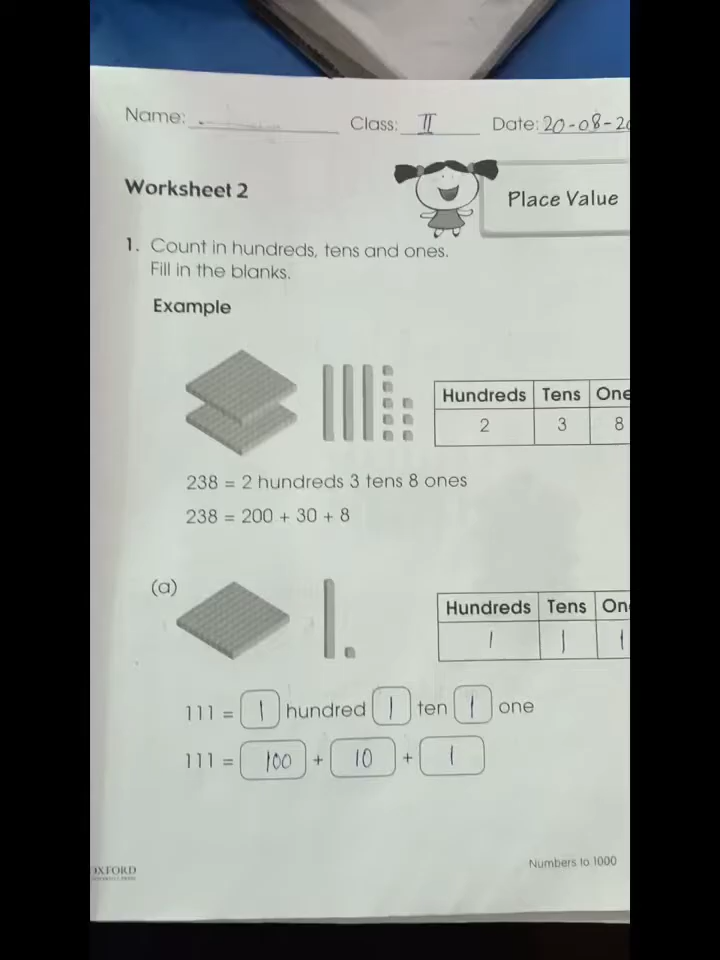 Name:
Class: II
Date: 20-08-20
Worksheet 2
Place Value
1. Count in hundreds, tens and ones.
Fill in the blanks.
Example
Hundreds Tens One
2 3 8
238 = 2 hundreds 3 tens 8 ones
238 = 200 + 30 + 8
(a)
Hundreds Tens On
1 1 1
111 = 1 hundred 1 ten 1 one
111 = 100 + 10 + 1
OXFORD
Numbers to 1000